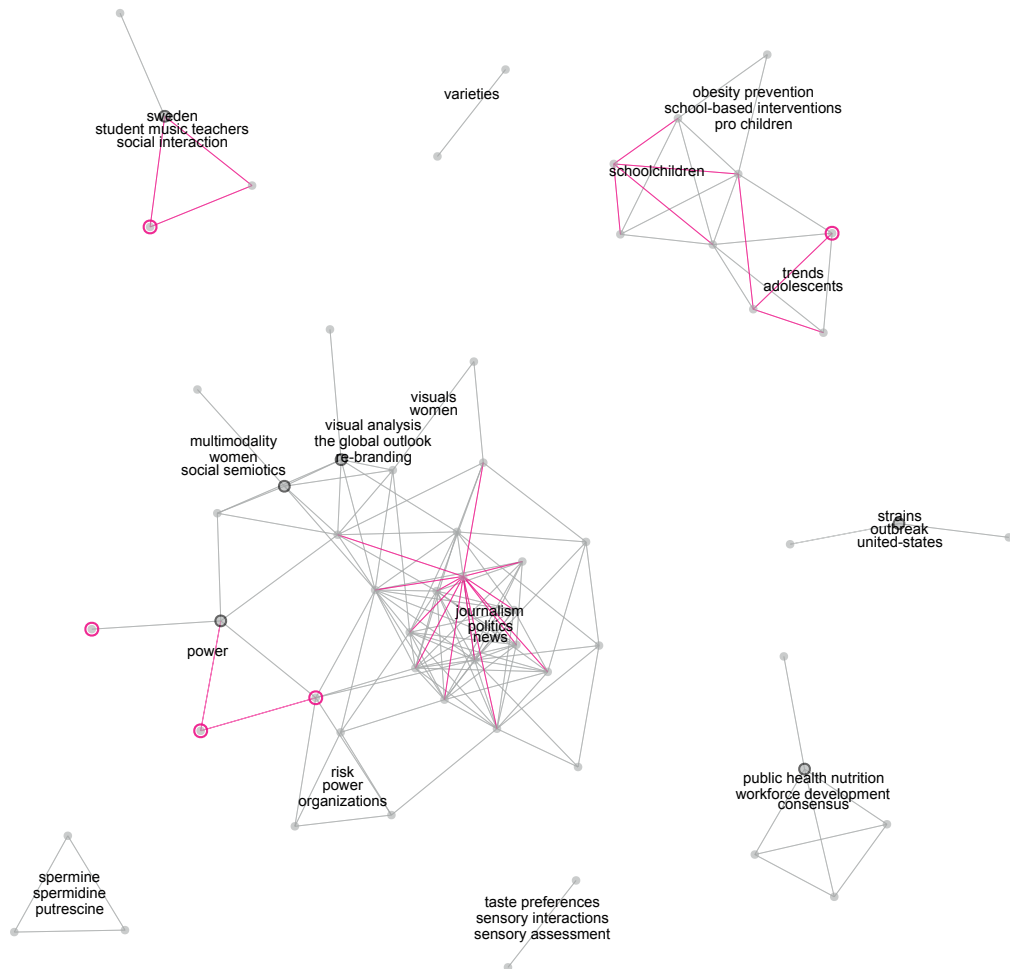 sweden
student music teachers
social interaction
varieties
obesity prevention
school-based interventions
pro children
schoolchildren
trends
adolescents
visuals
women
visual analysis
the global outlook
re-branding
multimodality
women
social semiotics
strains
outbreak
united-states
journalism
politics
news
power
risk
power
organizations
public health nutrition
workforce development
consensus
spermine
spermidine
putrescine
taste preferences
sensory interactions
sensory assessment